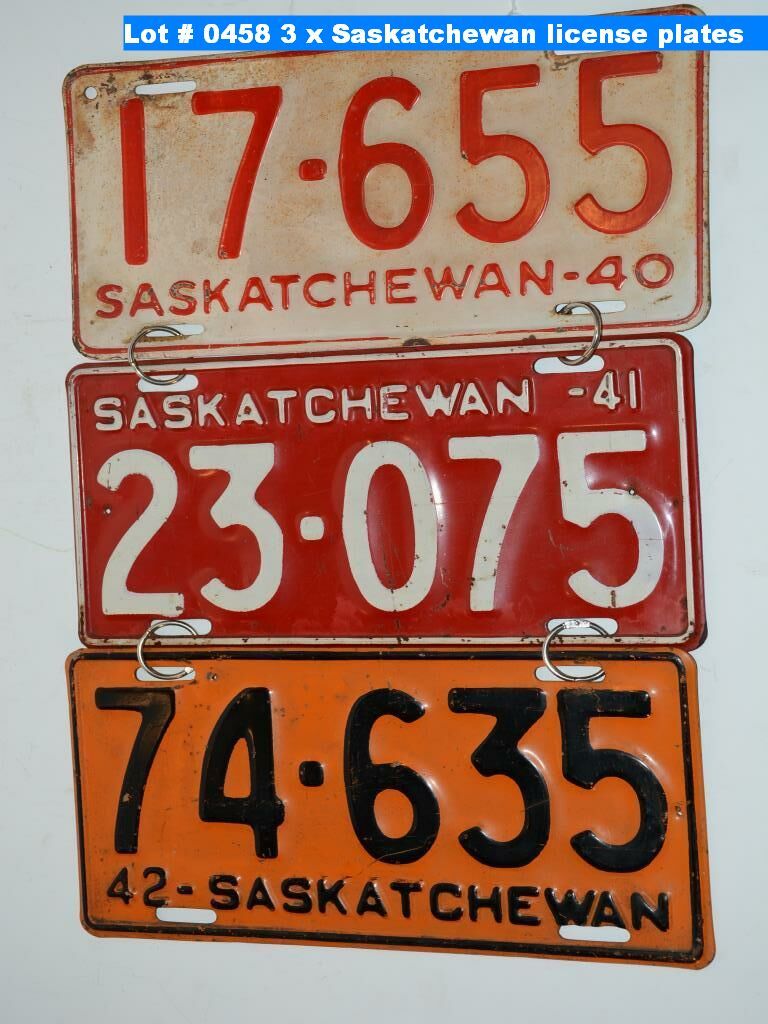 Lot # 0458 3 x Saskatchewan license plates
17·655
SASKATCHEWAN-40
SASKATCHEWAN -41
23·075
74·635
42-SASKATCHEWAN